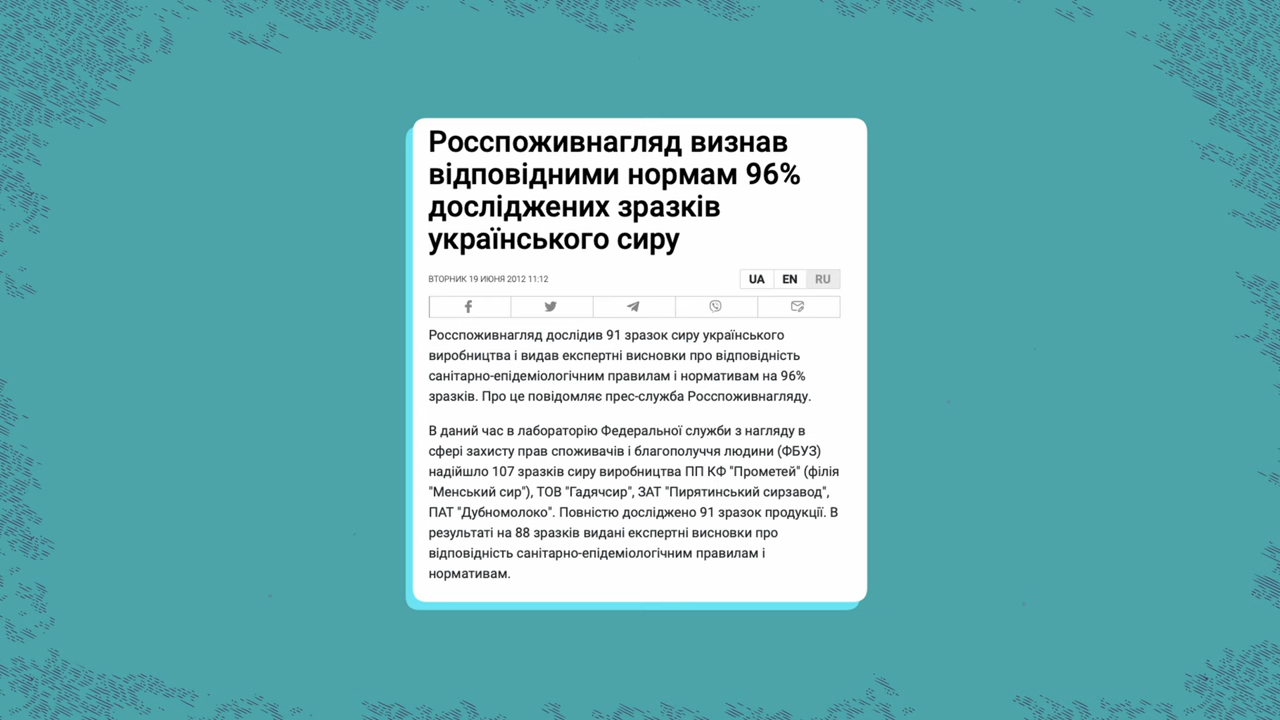 Росспоживнагляд визнав
відповідними нормам 96%
досліджених зразків
українського сиру
ВТОРНИК 19 ИЮНЯ 2012 11:12
UA EN RU
Росспоживнагляд дослідив 91 зразок сиру українського
виробництва і видав експертні висновки про відповідність
санітарно-епідеміологічним правилам і нормативам на 96%
зразків. Про це повідомляє прес-служба Росспоживнагляду.
В даний час в лабораторію Федеральної служби з нагляду в
сфері захисту прав споживачів і благополуччя людини (ФБУЗ)
надійшло 107 зразків сиру виробництва ПП КФ "Прометей" (філія
"Менський сир"), ТОВ "Гадячсир", ЗАТ "Пирятинський сирзавод",
ПАТ "Дубномолоко". Повністю досліджено 91 зразок продукції. В
результаті на 88 зразків видані експертні висновки про
відповідність санітарно-епідеміологічним правилам і
нормативам.